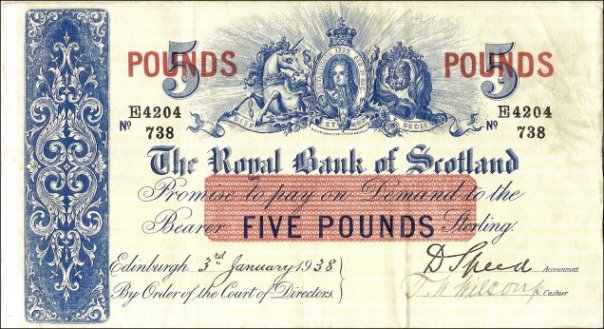 5 POUNDS
5 POUNDS
E4204
E4204
Nº 738
Nº 738
The Royal Bank of Scotland
Promise to pay on Demand to the
Bearer FIVE POUNDS Sterling.
Edinburgh 3rd January 1938
By Order of the Court of Directors.
D Speed Accountant
Cashier